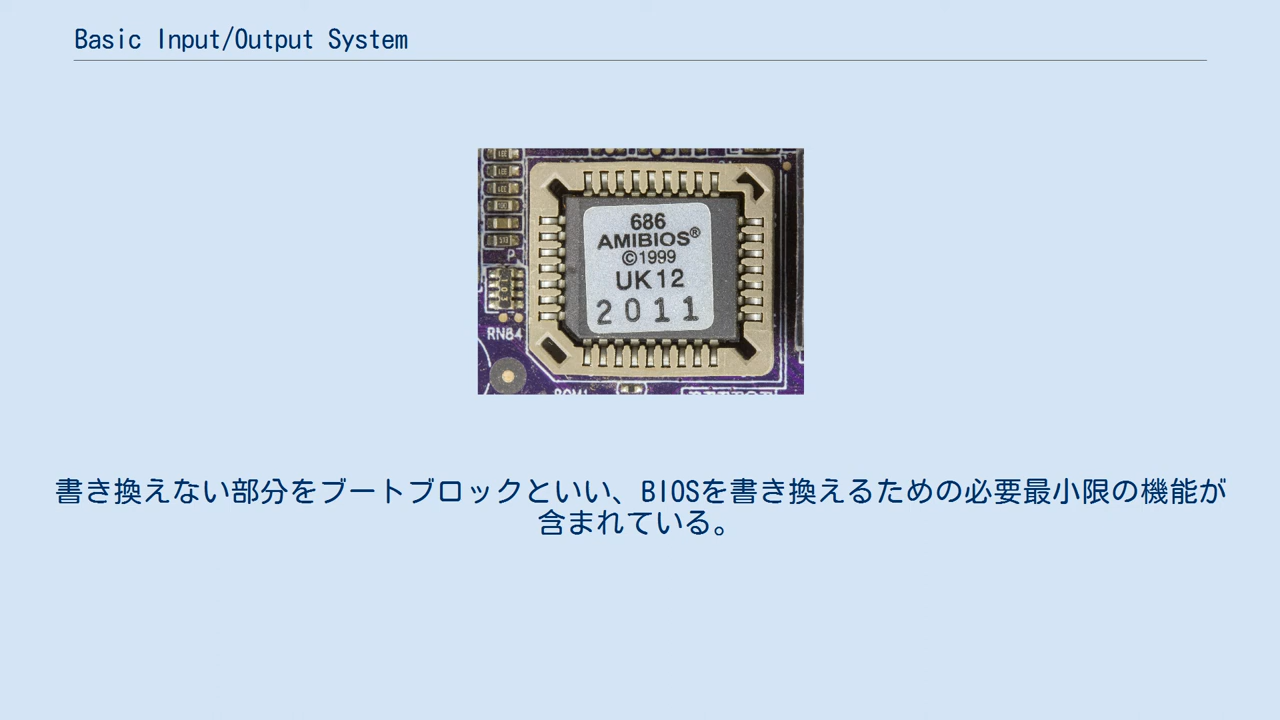 Basic Input/Output System
P
RN84
686
AMIBIOS®
©1999
UK12
2011
書き換えない部分をブートブロックといい、BIOSを書き換えるための必要最小限の機能が
含まれている。